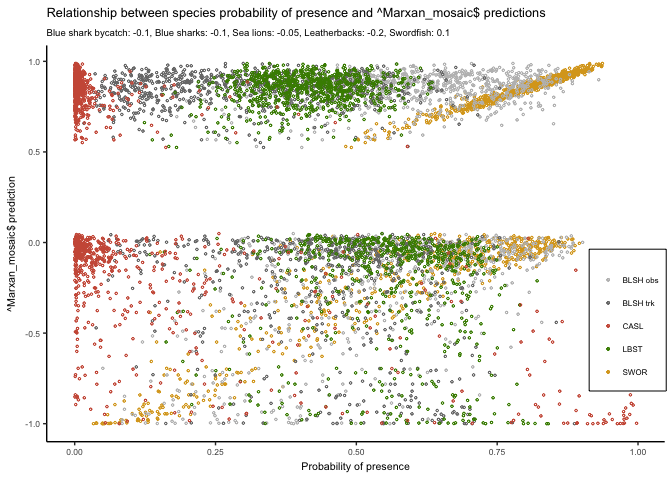 Relationship between species probability of presence and ^Marxan_mosaic$ predictions
Blue shark bycatch: -0.1, Blue sharks: -0.1, Sea lions: -0.05, Leatherbacks: -0.2, Swordfish: 0.1
^Marxan_mosaic$ prediction
1.0
0.5
0.0
-0.5
-1.0
BLSH obs
BLSH trk
CASL
LBST
SWOR
0.00
0.25
0.50
0.75
1.00
Probability of presence